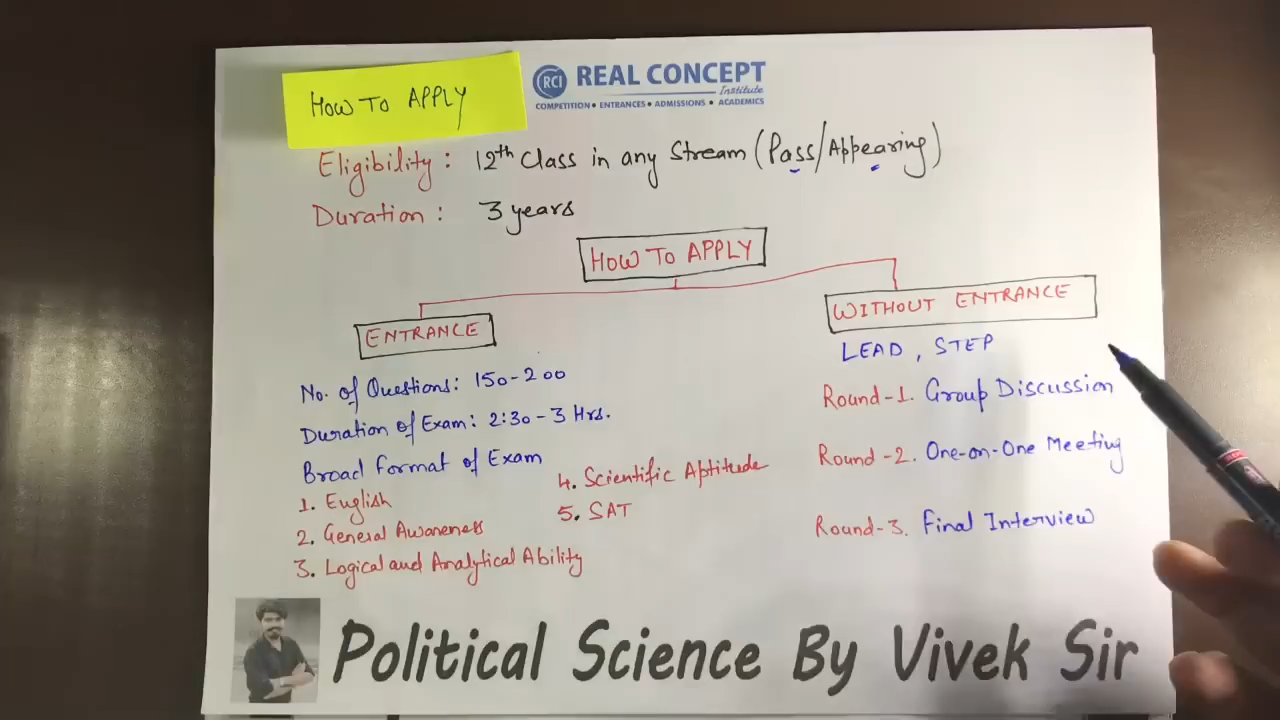 HOW TO APPLY
RCI REAL CONCEPT
Institute
COMPETITION • ENTRANCES • ADMISSIONS • ACADEMICS
Eligibility: 12th Class in any Stream (Pass/Appearing)
Duration: 3 years
HOW TO APPLY
ENTRANCE
No. of Questions: 150-200
Duration of Exam: 2:30-3 Hrs.
Broad Format of Exam
1. English
2. General Awareness
3. Logical and Analytical Ability
4. Scientific Aptitude
5. SAT
WITHOUT ENTRANCE
LEAD, STEP
Round-1. Group Discussion
Round-2. One-on-One Meeting
Round-3. Final Interview
Political Science By Vivek Sir